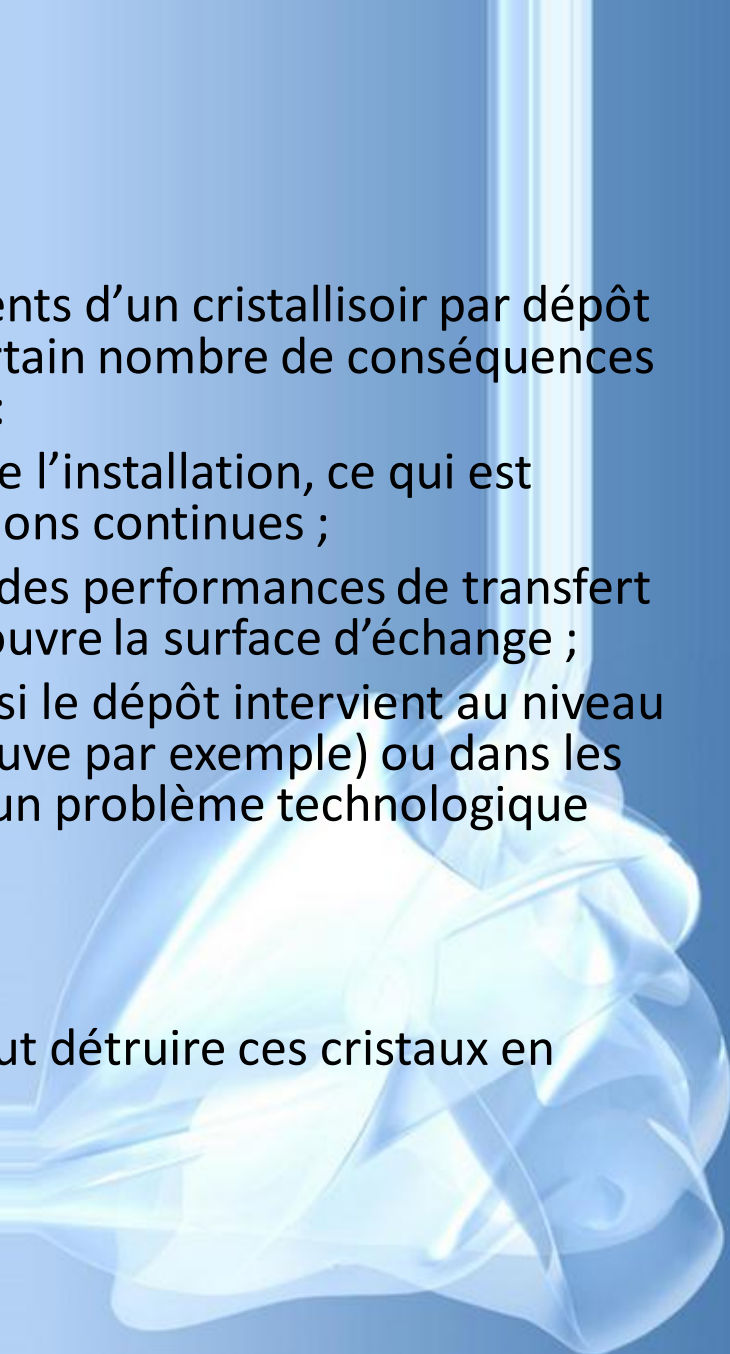 ents d’un cristallisoir par dépôt
rtain nombre de conséquences
:
e l’installation, ce qui est
ons continues ;
des performances de transfert
ouvre la surface d’échange ;
si le dépôt intervient au niveau
uve par exemple) ou dans les
un problème technologique
ut détruire ces cristaux en